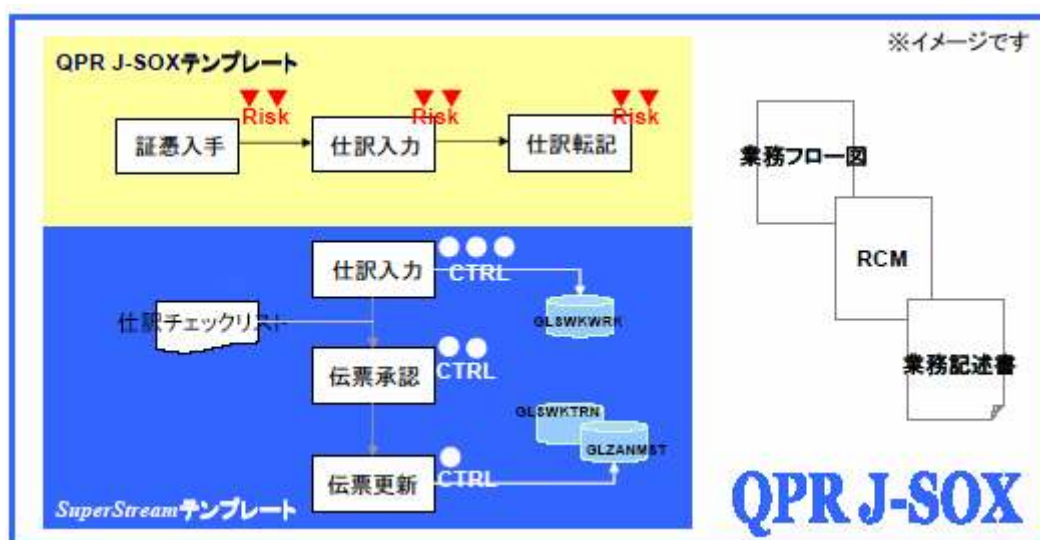 ※イメージです
QPR J-SOXテンプレート
Risk
Risk
Risk
証憑入手
仕訳入力
仕訳転記
業務フロー図
RCM
業務記述書
仕訳入力
CTRL
GLSWKWRK
仕訳チェックリスト
伝票承認
CTRL
GLSWKTRN
GLZANMST
伝票更新
CTRL
SuperStreamテンプレート
QPR J-SOX